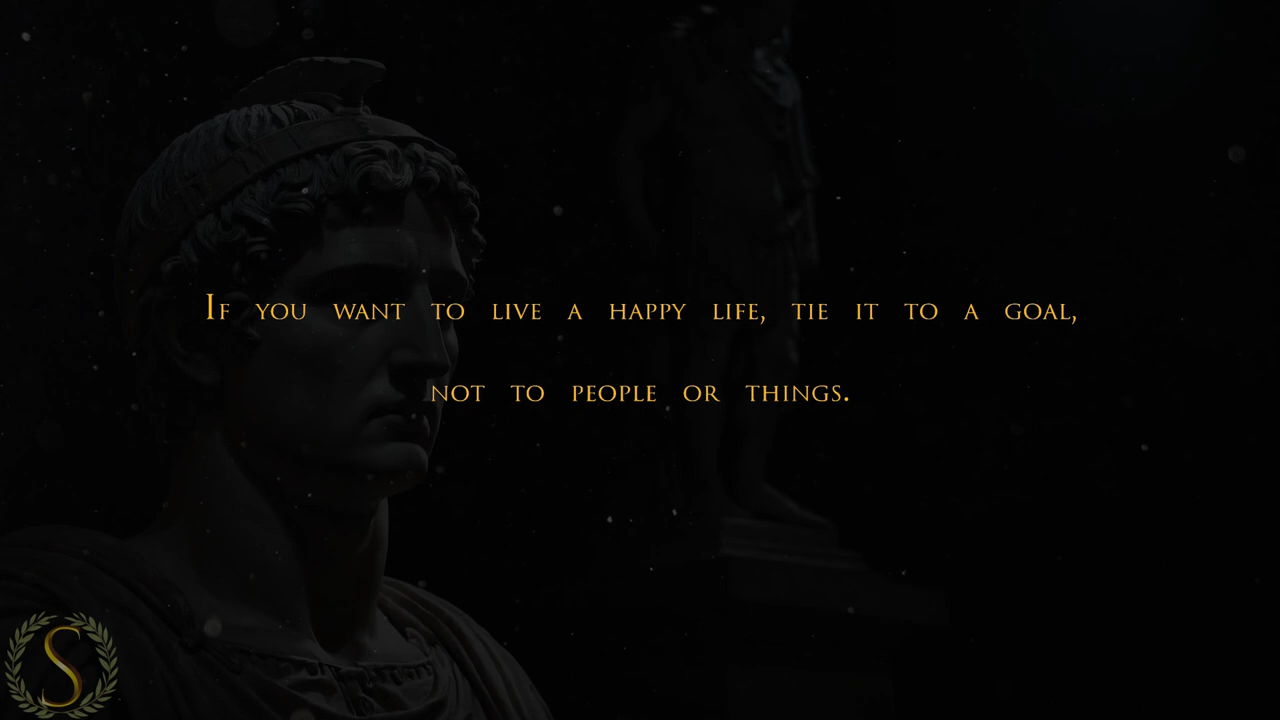 If you want to live a happy life, tie it to a goal,
not to people or things.
S